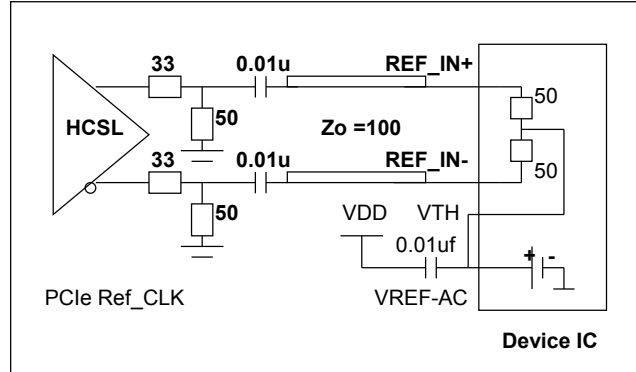 33
0.01u
REF_IN+
HCSL
50
50
Zo =100
33
0.01u
REF_IN-
50
50
VDD
VTH
0.01uf
+
-
PCIe Ref_CLK
VREF-AC
Device IC